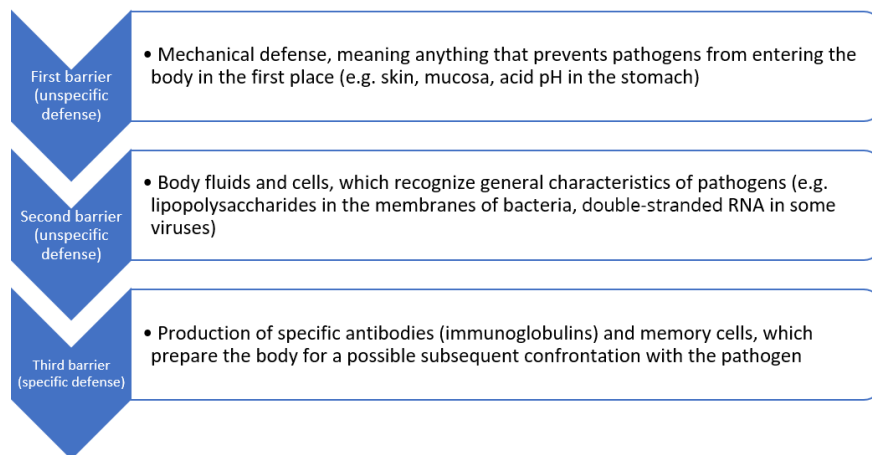 First barrier
(unspecific
defense)
• Mechanical defense, meaning anything that prevents pathogens from entering the
body in the first place (e.g. skin, mucosa, acid pH in the stomach)
Second barrier
(unspecific
defense)
• Body fluids and cells, which recognize general characteristics of pathogens (e.g.
lipopolysaccharides in the membranes of bacteria, double-stranded RNA in some
viruses)
Third barrier
(specific defense)
• Production of specific antibodies (immunoglobulins) and memory cells, which
prepare the body for a possible subsequent confrontation with the pathogen